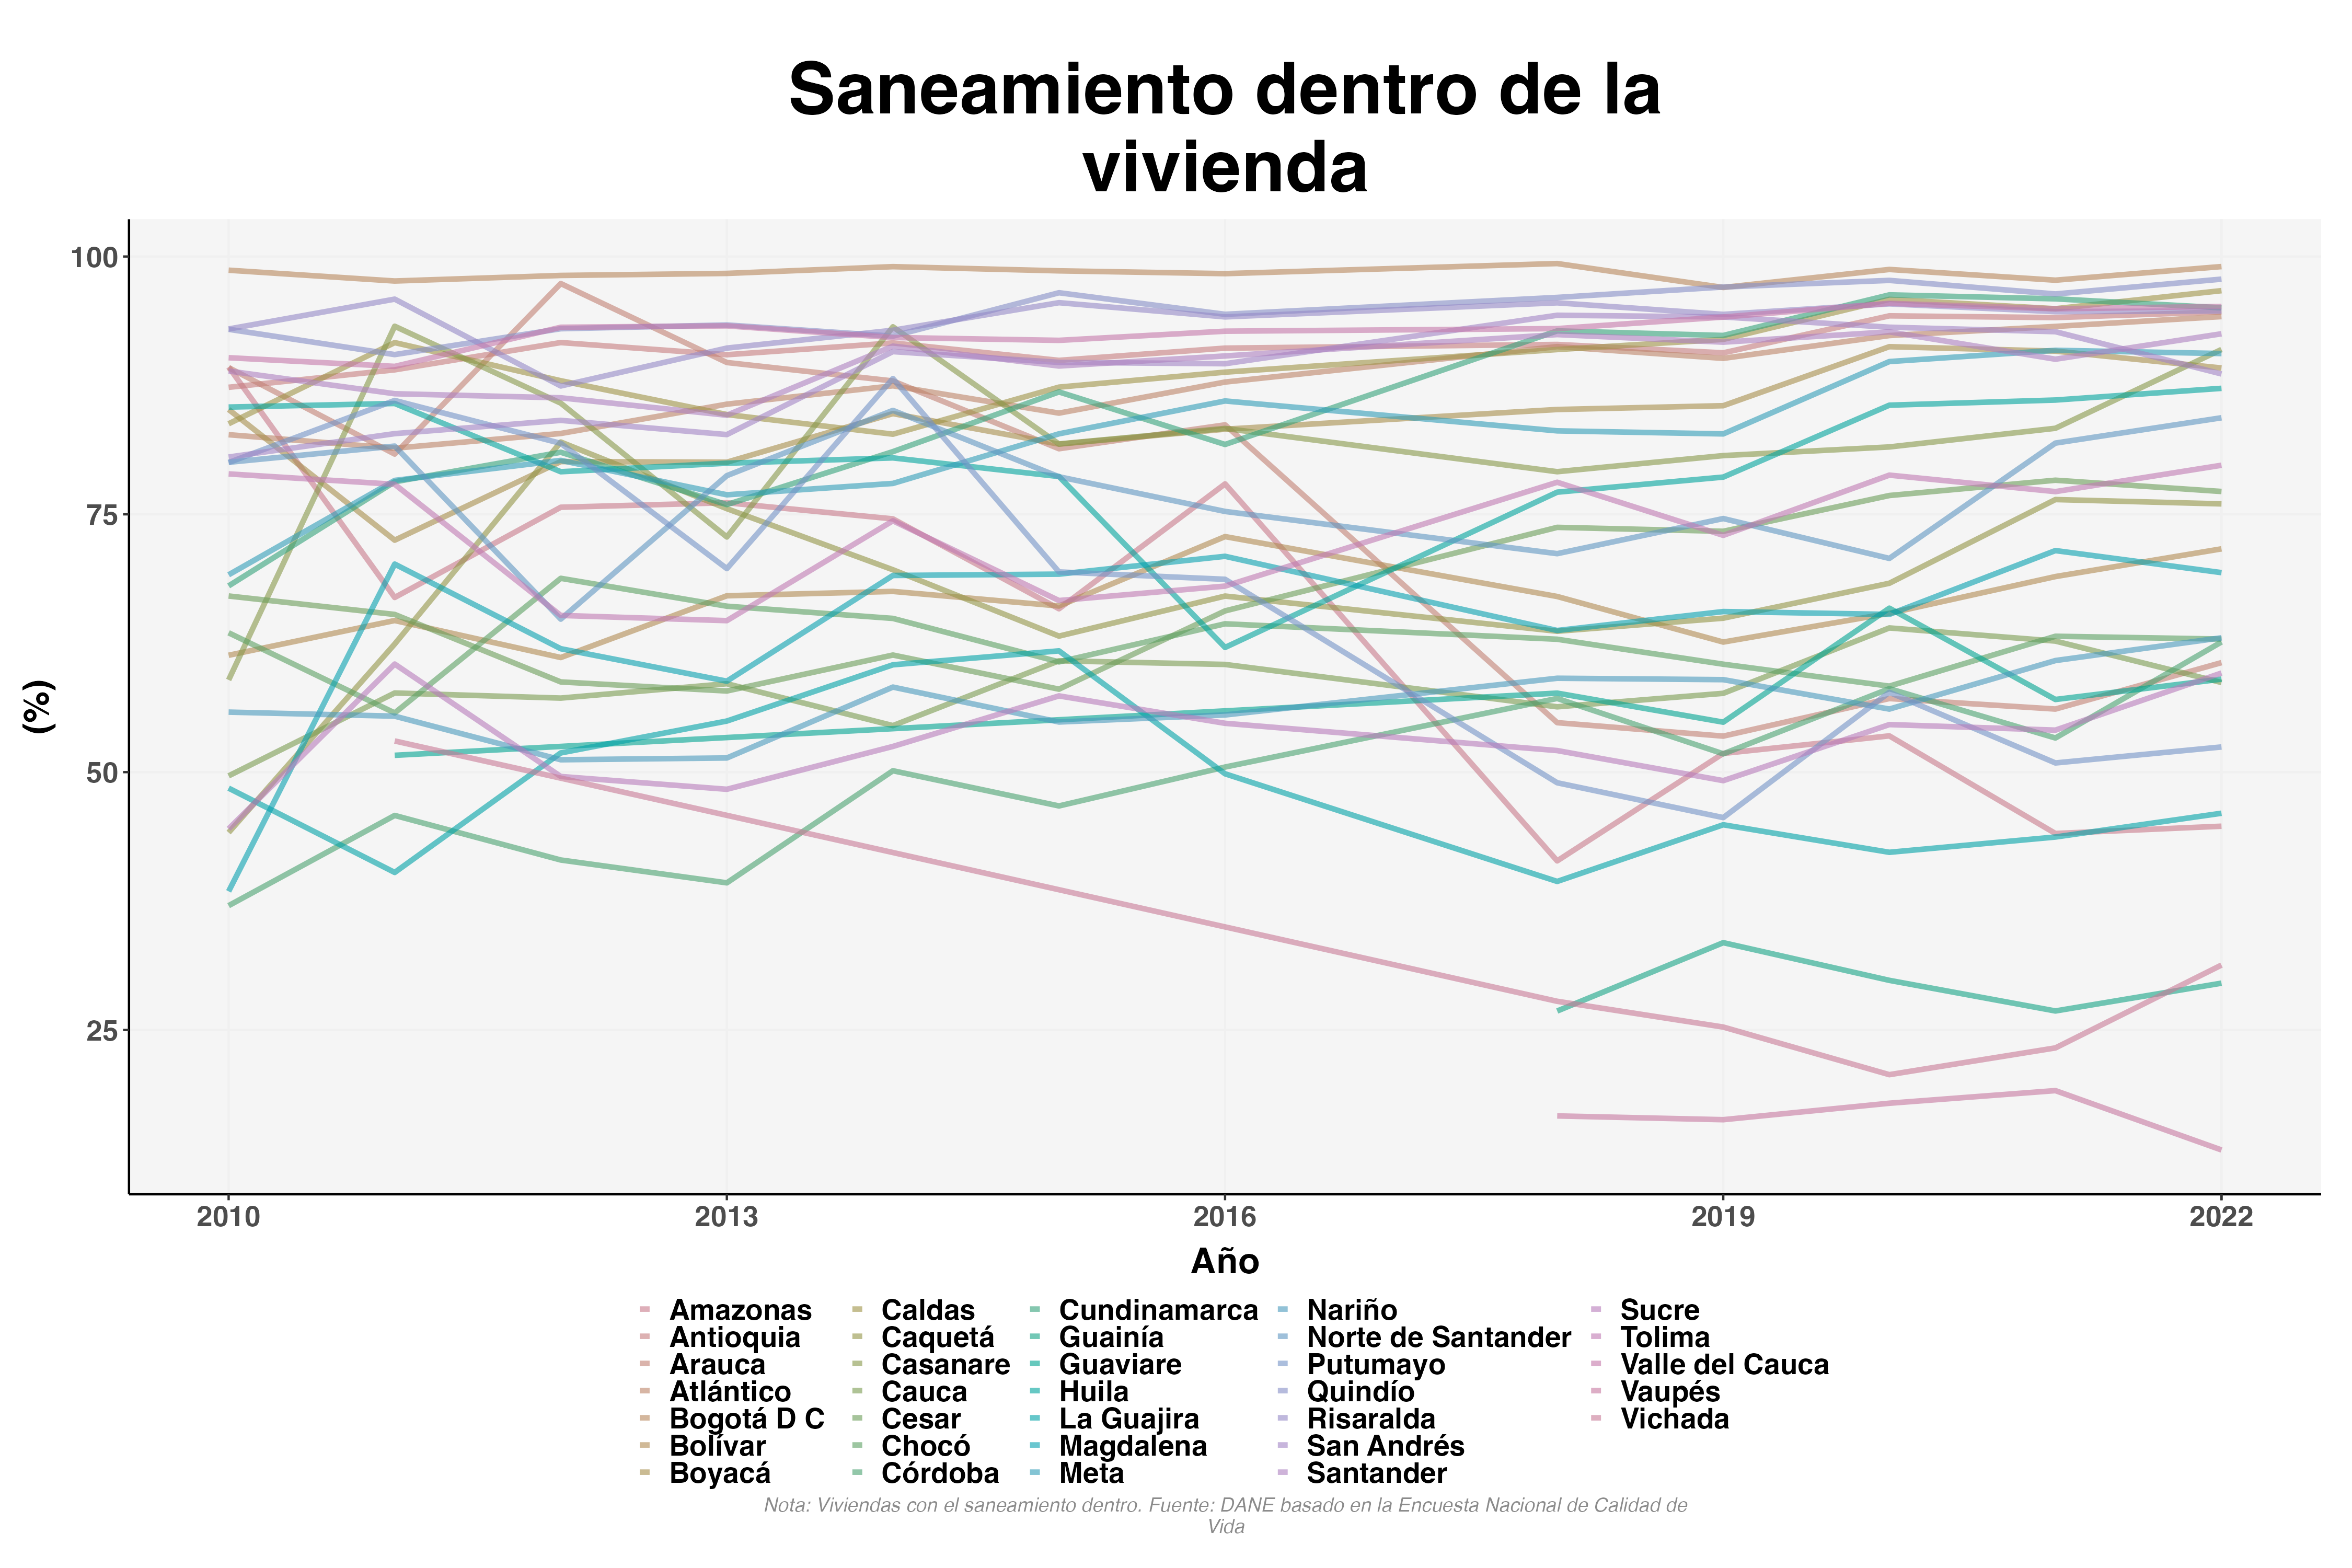 Saneamiento dentro de la
vivienda
(%)
100
75
50
25
2010 2013 2016 2019 2022
Año
Amazonas Caldas Cundinamarca Nariño Sucre
Antioquia Caquetá Guainía Norte de Santander Tolima
Arauca Casanare Guaviare Putumayo Valle del Cauca
Atlántico Cauca Huila Quindío Vaupés
Bogotá D C Cesar La Guajira Risaralda Vichada
Bolívar Chocó Magdalena San Andrés
Boyacá Córdoba Meta Santander
Nota: Viviendas con el saneamiento dentro. Fuente: DANE basado en la Encuesta Nacional de Calidad de
Vida